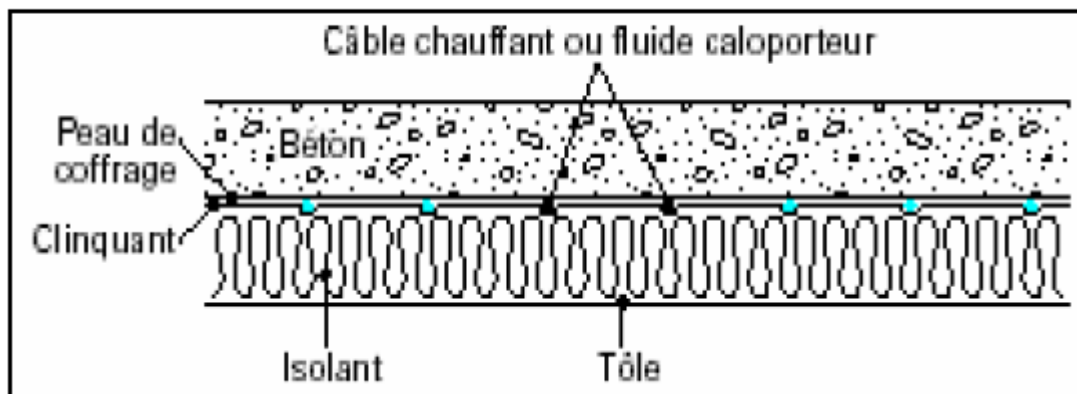 Câble chauffant ou fluide caloporteur
Peau de
coffrage
Béton
Clinquant
Isolant
Tôle